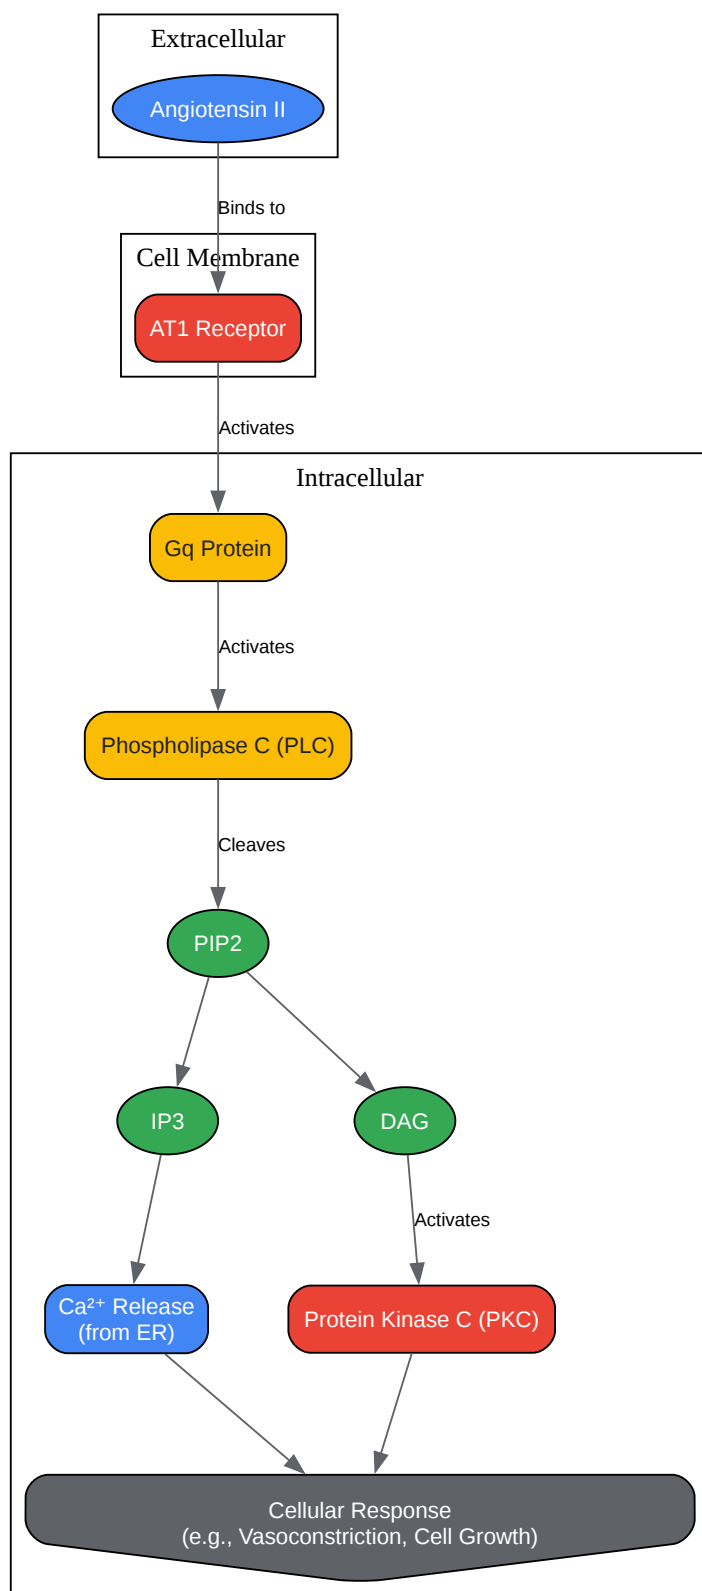 Extracellular
Angiotensin II
Binds to
Cell Membrane
AT1 Receptor
Activates
Intracellular
Gq Protein
Activates
Phospholipase C (PLC)
Cleaves
PIP2
IP3
DAG
Activates
Ca²⁺ Release
(from ER)
Protein Kinase C (PKC)
Cellular Response
(e.g., Vasoconstriction, Cell Growth)